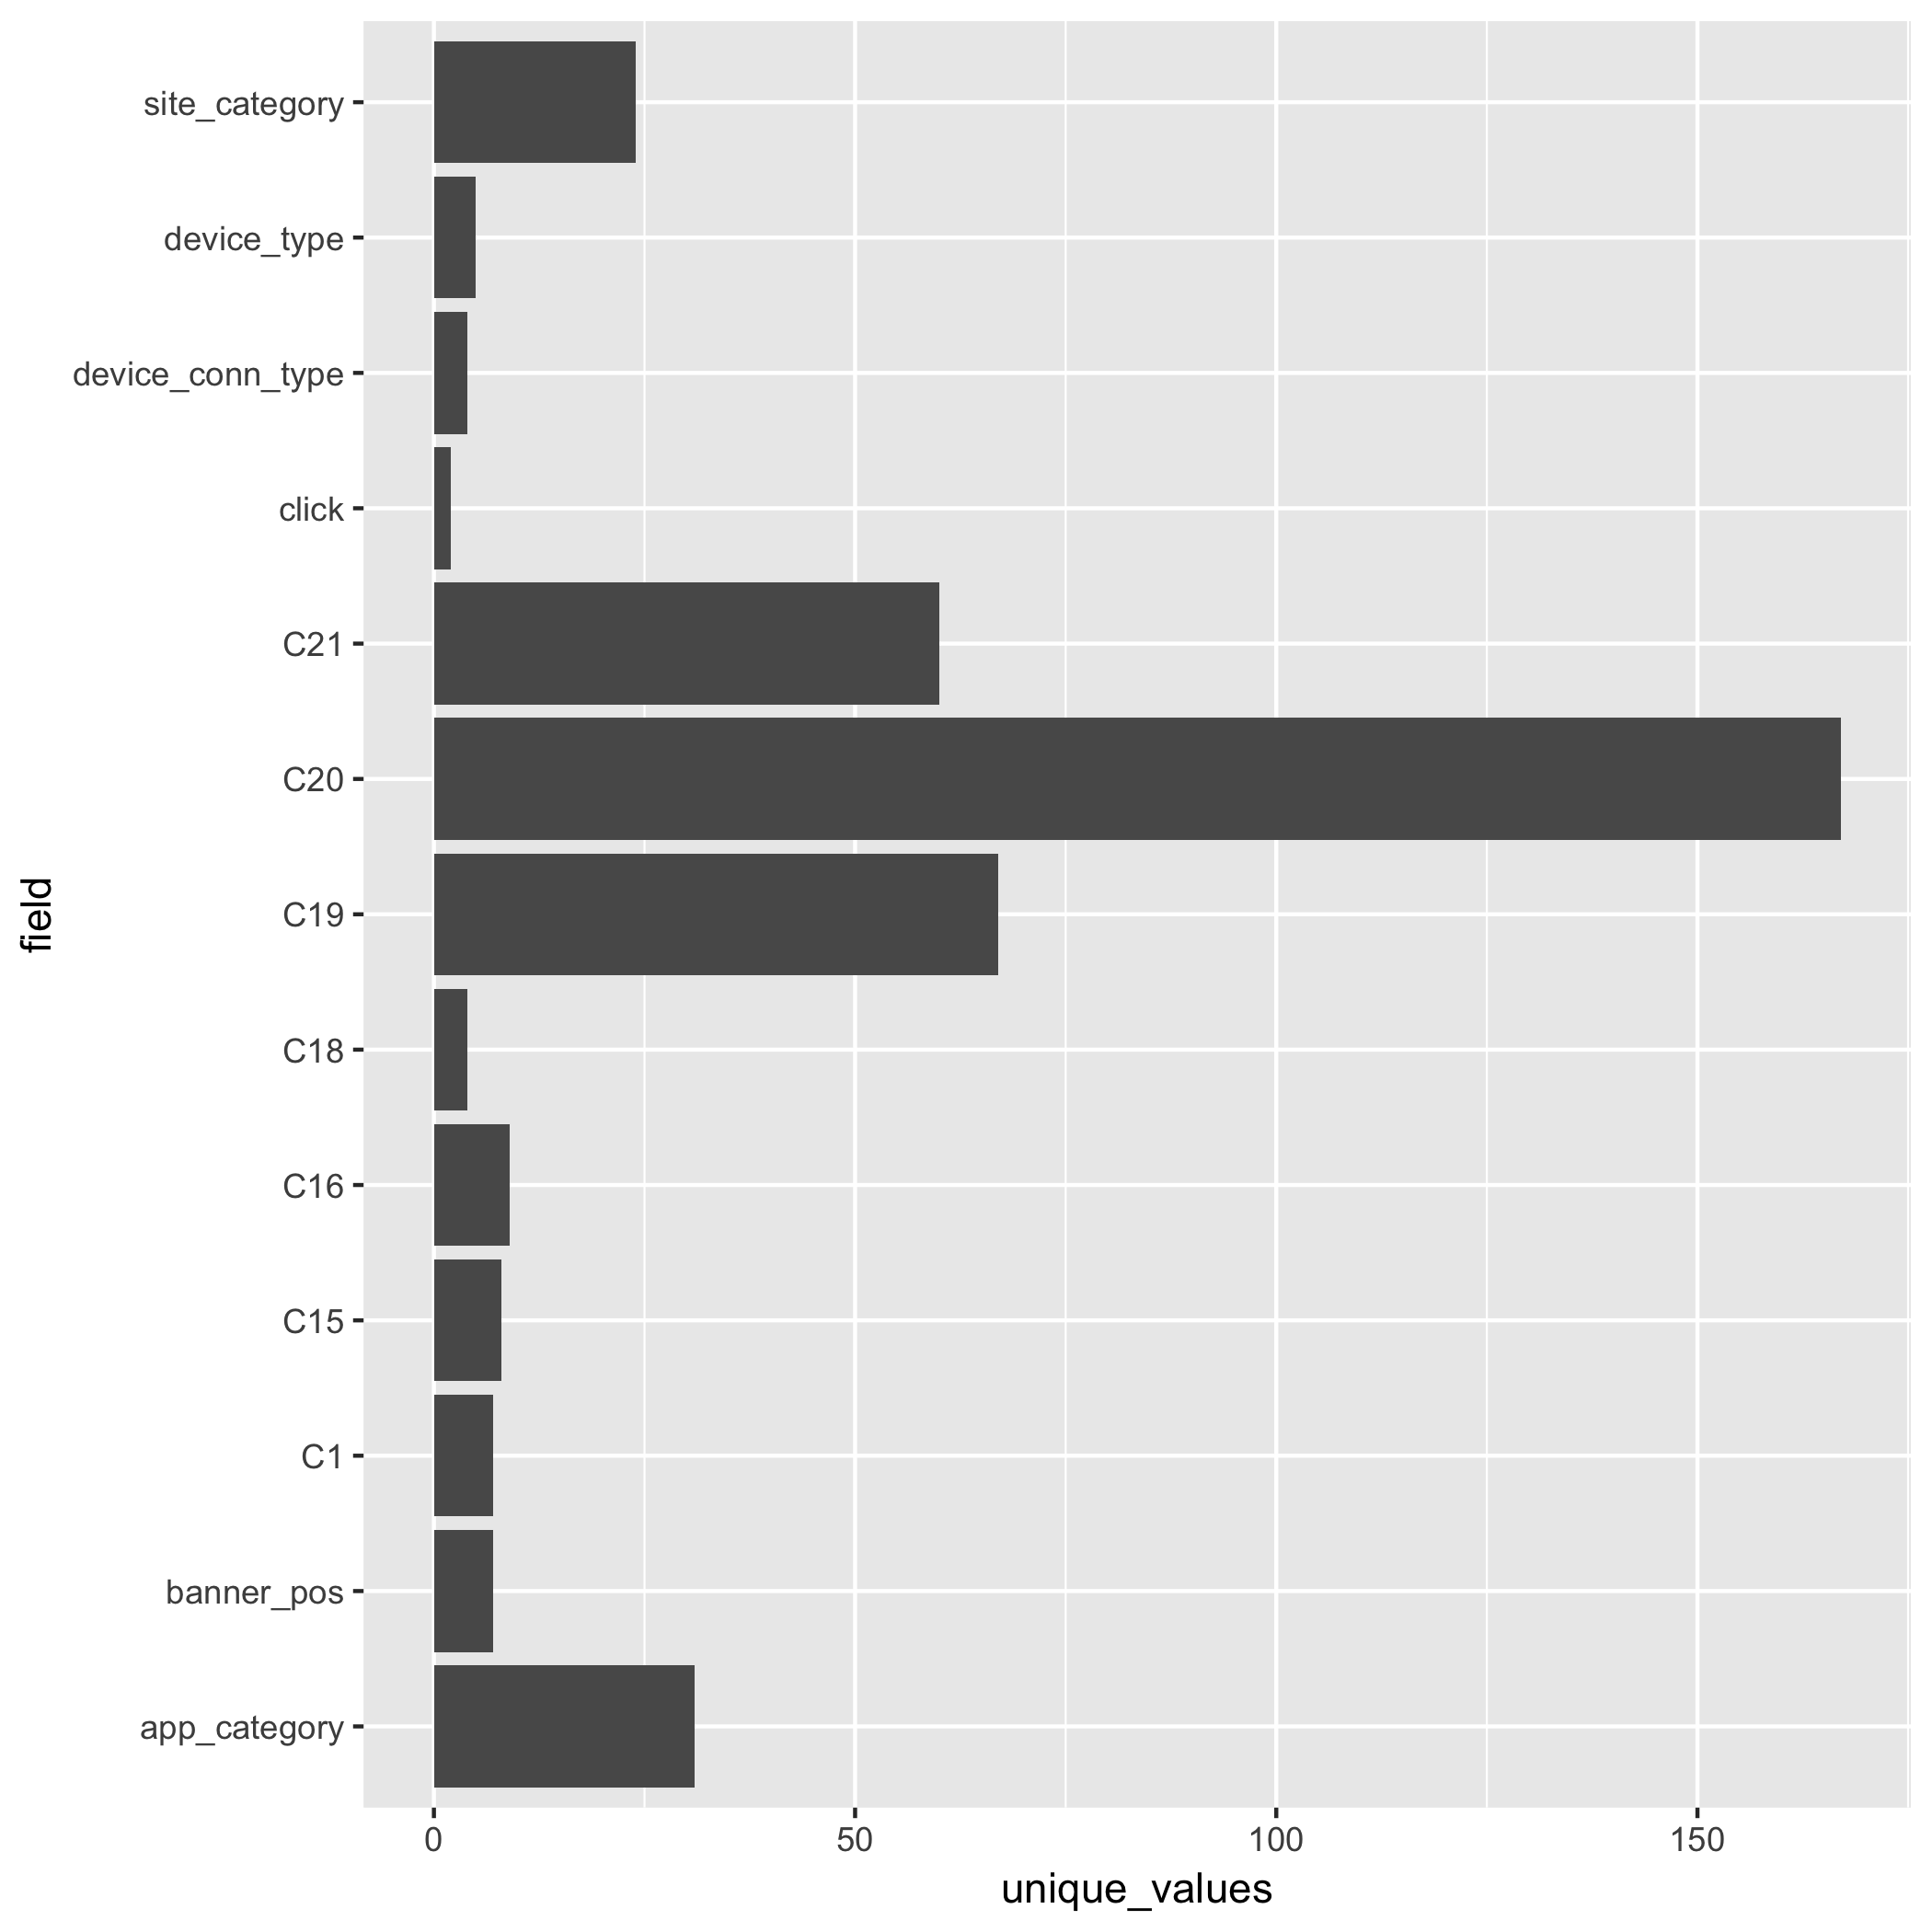 site_category
device_type
device_conn_type
click
C21
C20
C19
C18
C16
C15
C1
banner_pos
app_category
field
0 50 100 150
unique_values